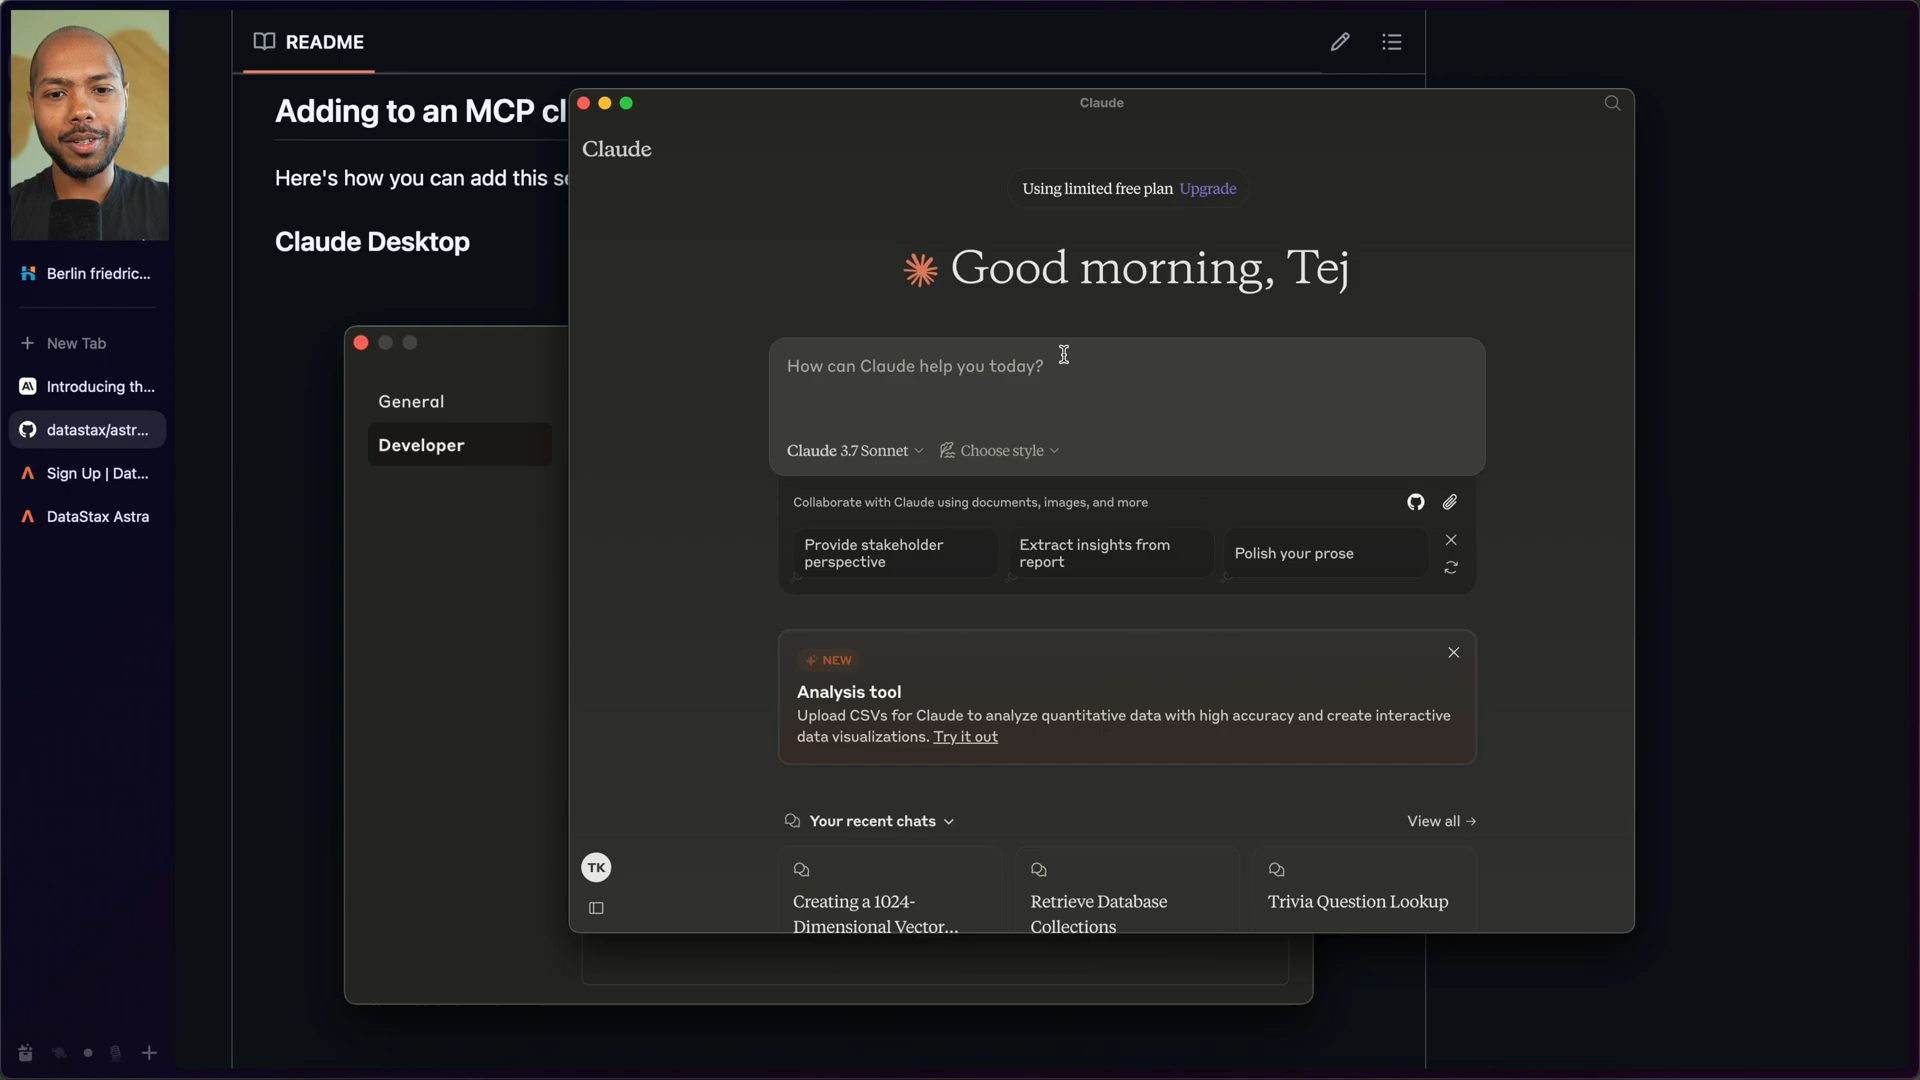 Berlin friedric...
New Tab
Introducing th...
datastax/astr...
Sign Up | Dat...
DataStax Astra
README
Adding to an MCP cl
Here's how you can add this se
Claude Desktop
General
Developer
Claude
Claude
Using limited free plan Upgrade
Good morning, Tej
How can Claude help you today?
Claude 3.7 Sonnet
Choose style
Collaborate with Claude using documents, images, and more
Provide stakeholder
perspective
Extract insights from
report
Polish your prose
NEW
Analysis tool
Upload CSVs for Claude to analyze quantitative data with high accuracy and create interactive
data visualizations. Try it out
Your recent chats
View all →
TK
Creating a 1024-
Dimensional Vector...
Retrieve Database
Collections
Trivia Question Lookup